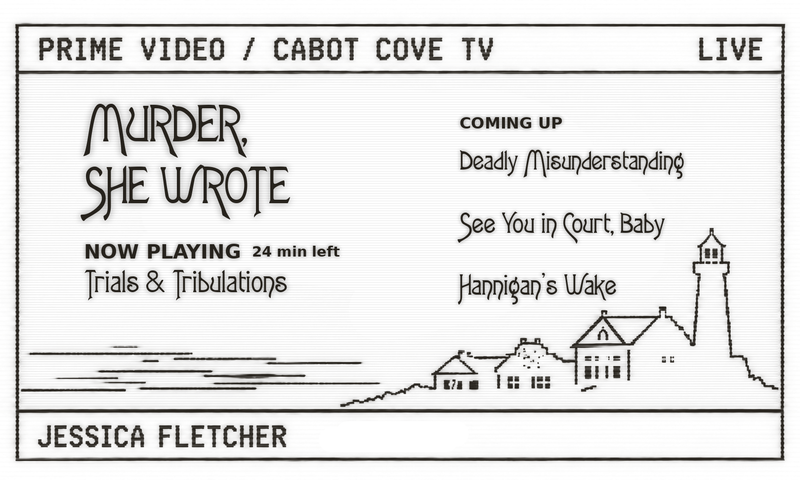 PRIME VIDEO / CABOT COVE TV
LIVE
MURDER,
SHE WROTE
NOW PLAYING 24 min left
Trials & Tribulations
COMING UP
Deadly Misunderstanding
See You in Court, Baby
Hannigan's Wake
JESSICA FLETCHER